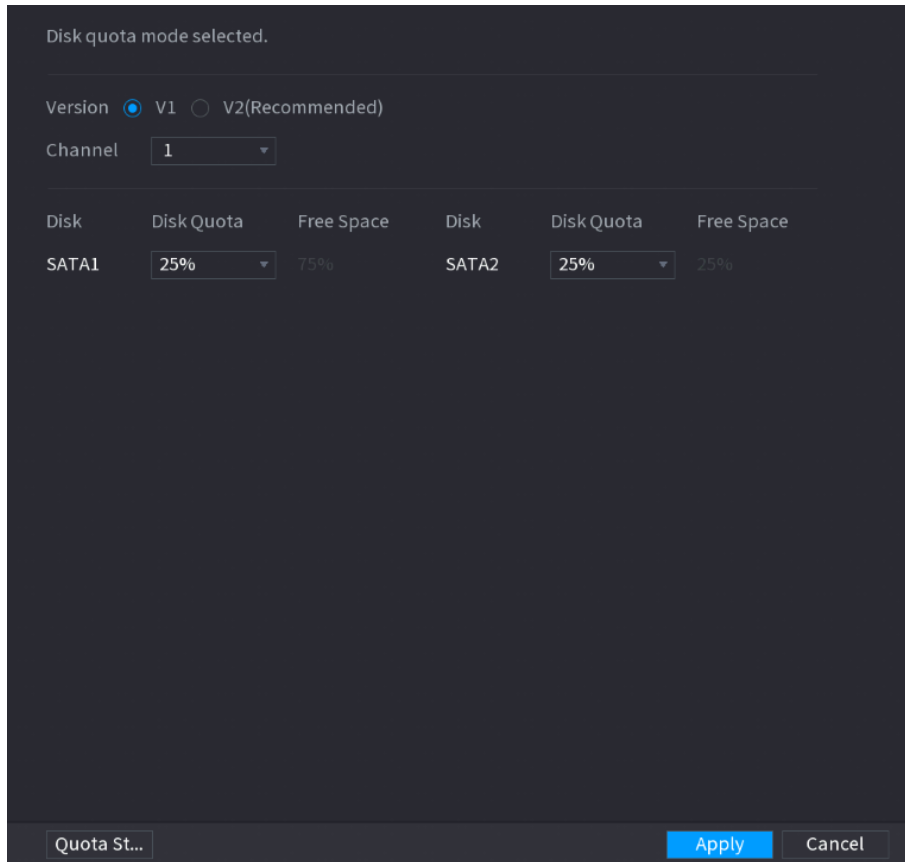 Disk quota mode selected.
Version V1 V2(Recommended)
Channel 1
Disk Disk Quota Free Space Disk Disk Quota Free Space
SATA1 25% 75% SATA2 25% 25%
Quota St... Apply Cancel